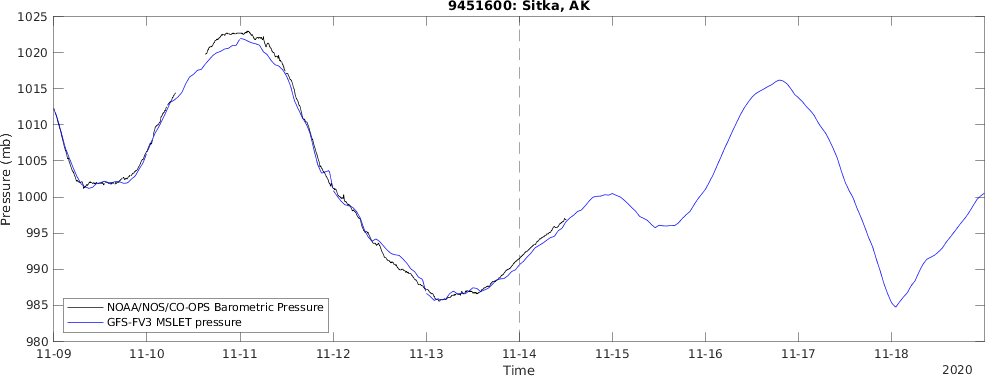 9451600: Sitka, AK
1025
1020
1015
1010
1005
1000
995
990
985
980
Pressure (mb)
NOAA/NOS/CO-OPS Barometric Pressure
GFS-FV3 MSLET pressure
11-09 11-10 11-11 11-12 11-13 11-14 11-15 11-16 11-17 11-18
Time
2020